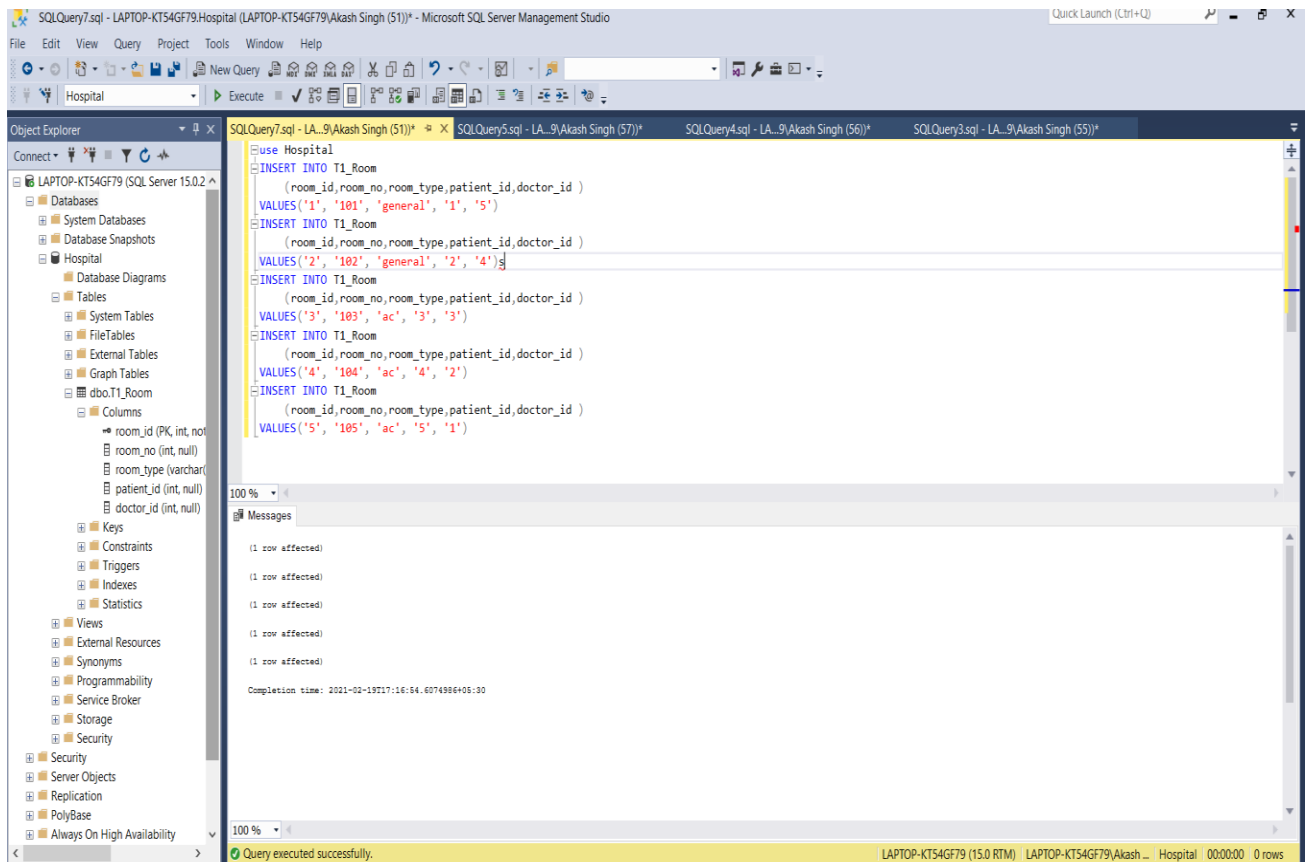 SQLQuery7.sql - LAPTOP-KT54GF79.Hospital (LAPTOP-KT54GF79\Akash Singh (51))* - Microsoft SQL Server Management Studio
Quick Launch (Ctrl+Q)
File Edit View Query Project Tools Window Help
New Query
MDX DMX XMLA DAX
Hospital
Execute
Object Explorer
Connect
LAPTOP-KT54GF79 (SQL Server 15.0.2
Databases
System Databases
Database Snapshots
Hospital
Database Diagrams
Tables
System Tables
FileTables
External Tables
Graph Tables
dbo.T1_Room
Columns
room_id (PK, int, not
room_no (int, null)
room_type (varchar(
patient_id (int, null)
doctor_id (int, null)
Keys
Constraints
Triggers
Indexes
Statistics
Views
External Resources
Synonyms
Programmability
Service Broker
Storage
Security
Security
Server Objects
Replication
PolyBase
Always On High Availability
SQLQuery7.sql - LA...9\Akash Singh (51))* SQLQuery5.sql - LA...9\Akash Singh (57))* SQLQuery4.sql - LA...9\Akash Singh (56))* SQLQuery3.sql - LA...9\Akash Singh (55))*
use Hospital
INSERT INTO T1_Room
(room_id,room_no,room_type,patient_id,doctor_id )
VALUES('1', '101', 'general', '1', '5')
INSERT INTO T1_Room
(room_id,room_no,room_type,patient_id,doctor_id )
VALUES('2', '102', 'general', '2', '4')s
INSERT INTO T1_Room
(room_id,room_no,room_type,patient_id,doctor_id )
VALUES('3', '103', 'ac', '3', '3')
INSERT INTO T1_Room
(room_id,room_no,room_type,patient_id,doctor_id )
VALUES('4', '104', 'ac', '4', '2')
INSERT INTO T1_Room
(room_id,room_no,room_type,patient_id,doctor_id )
VALUES('5', '105', 'ac', '5', '1')
100 %
Messages
(1 row affected)
(1 row affected)
(1 row affected)
(1 row affected)
(1 row affected)
Completion time: 2021-02-19T17:16:54.6074986+05:30
100 %
Query executed successfully.
LAPTOP-KT54GF79 (15.0 RTM) LAPTOP-KT54GF79\Akash ... Hospital 00:00:00 0 rows